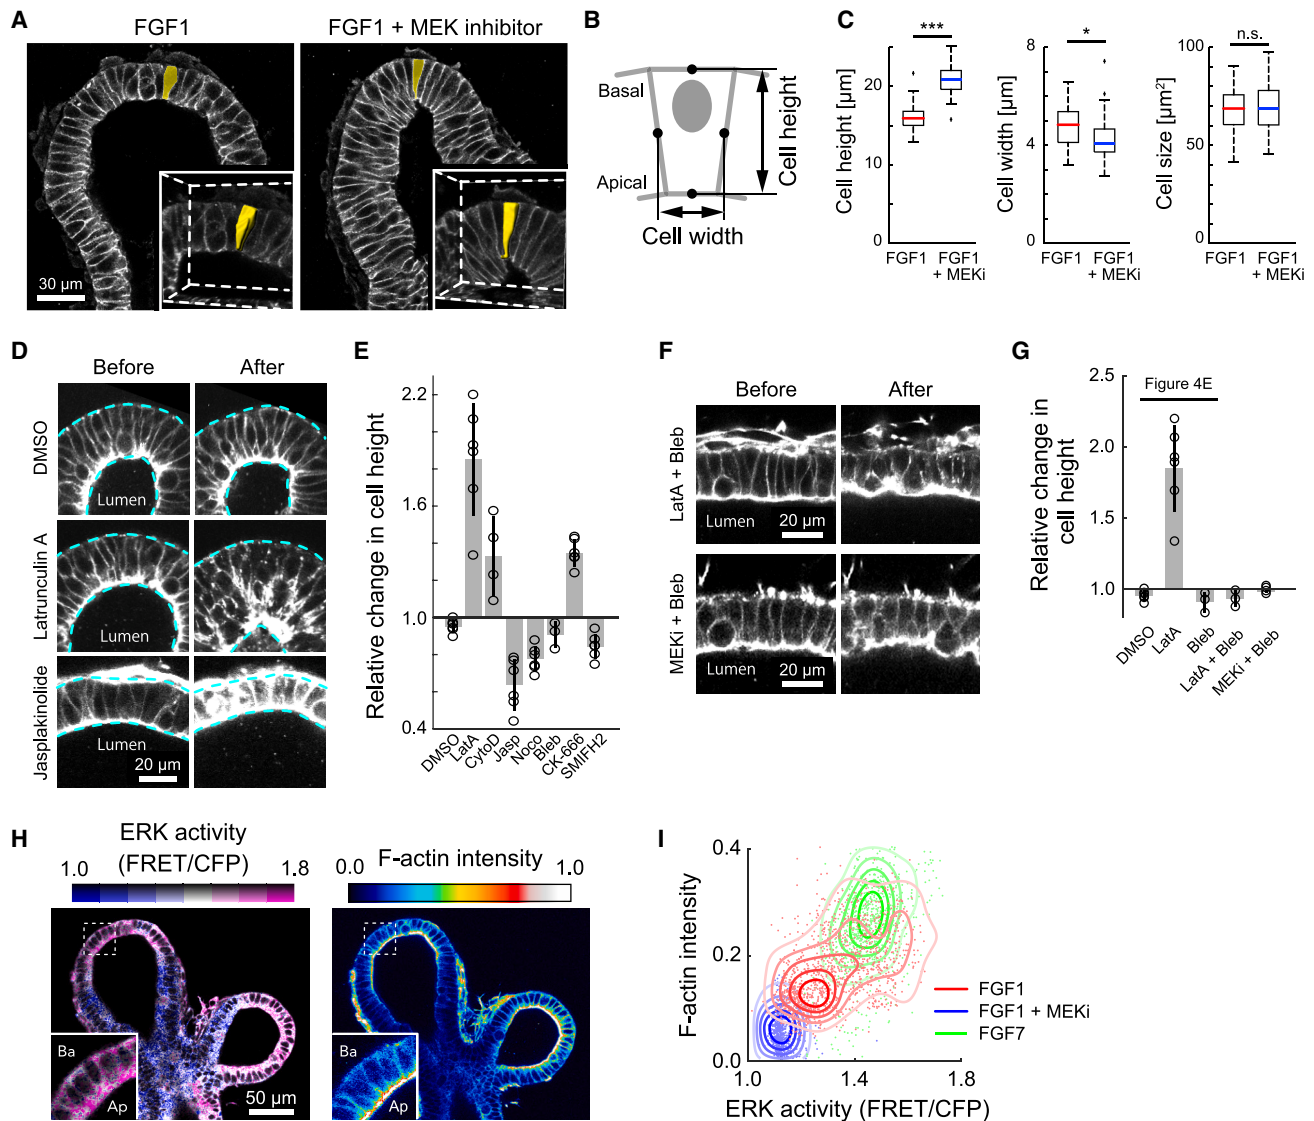 A
FGF1
FGF1 + MEK inhibitor
30 µm
B
Basal
Apical
Cell height
Cell width
C
***
Cell height [µm]
20
10
0
FGF1
FGF1
+ MEKi
*
Cell width [µm]
8
4
0
FGF1
FGF1
+ MEKi
n.s.
Cell size [µm²]
100
50
0
FGF1
FGF1
+ MEKi
D
Before
After
DMSO
Lumen
Latrunculin A
Lumen
Jasplakinolide
Lumen
20 µm
E
Relative change in cell height
2.2
1.6
1.0
0.4
DMSO
LatA
CytoD
Jasp
Noco
Bleb
CK-666
SMIFH2
F
Before
After
LatA + Bleb
Lumen
20 µm
MEKi + Bleb
Lumen
20 µm
G
Relative change in
cell height
2.5
2.0
1.5
1.0
Figure 4E
DMSO
LatA
Bleb
LatA + Bleb
MEKi + Bleb
H
ERK activity
(FRET/CFP)
1.0
1.8
Ba
Ap
50 µm
F-actin intensity
0.0
1.0
Ba
Ap
I
F-actin intensity
0.4
0.2
0.0
1.0
1.4
1.8
ERK activity (FRET/CFP)
FGF1
FGF1 + MEKi
FGF7